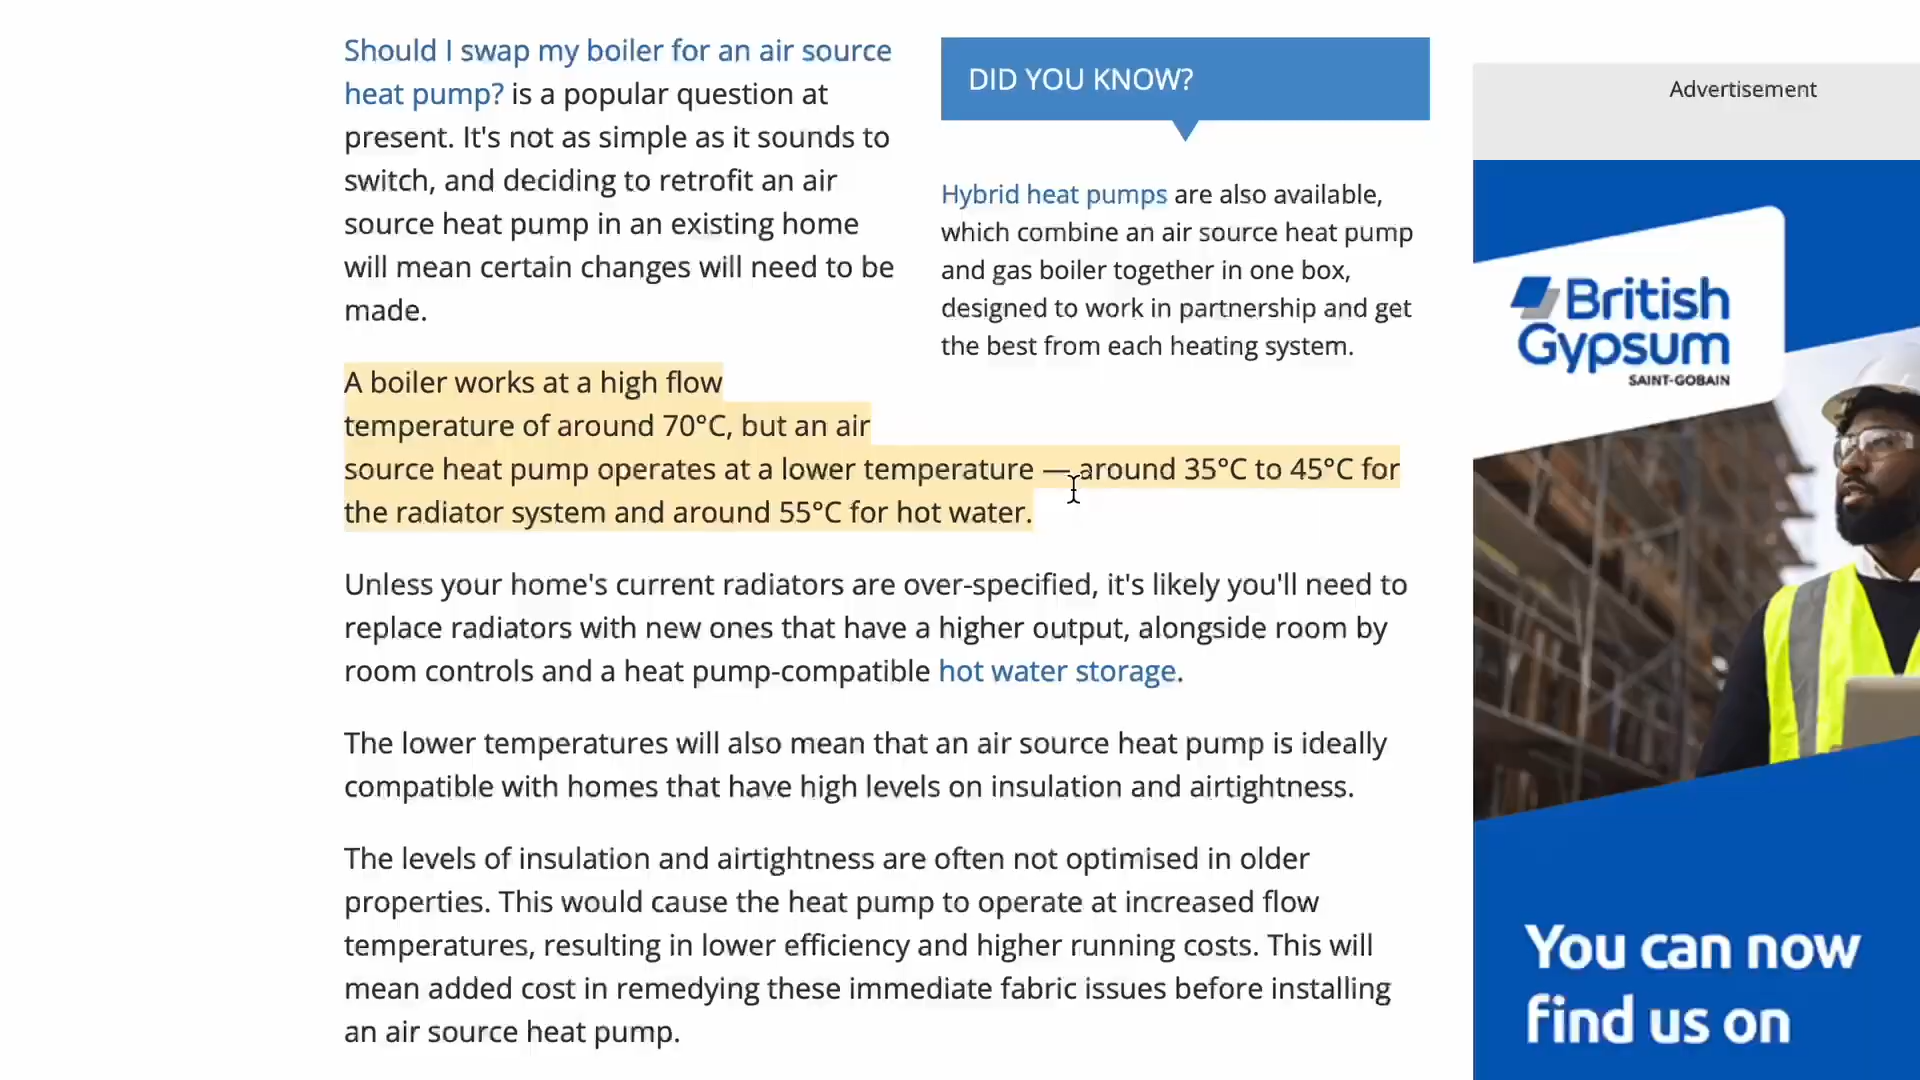 Should I swap my boiler for an air source
heat pump? is a popular question at
present. It's not as simple as it sounds to
switch, and deciding to retrofit an air
source heat pump in an existing home
will mean certain changes will need to be
made.
DID YOU KNOW?
Hybrid heat pumps are also available,
which combine an air source heat pump
and gas boiler together in one box,
designed to work in partnership and get
the best from each heating system.
A boiler works at a high flow
temperature of around 70°C, but an air
source heat pump operates at a lower temperature — around 35°C to 45°C for
the radiator system and around 55°C for hot water.
Unless your home's current radiators are over-specified, it's likely you'll need to
replace radiators with new ones that have a higher output, alongside room by
room controls and a heat pump-compatible hot water storage.
The lower temperatures will also mean that an air source heat pump is ideally
compatible with homes that have high levels on insulation and airtightness.
The levels of insulation and airtightness are often not optimised in older
properties. This would cause the heat pump to operate at increased flow
temperatures, resulting in lower efficiency and higher running costs. This will
mean added cost in remedying these immediate fabric issues before installing
an air source heat pump.
Advertisement
British
Gypsum
SAINT-GOBAIN
You can now
find us on